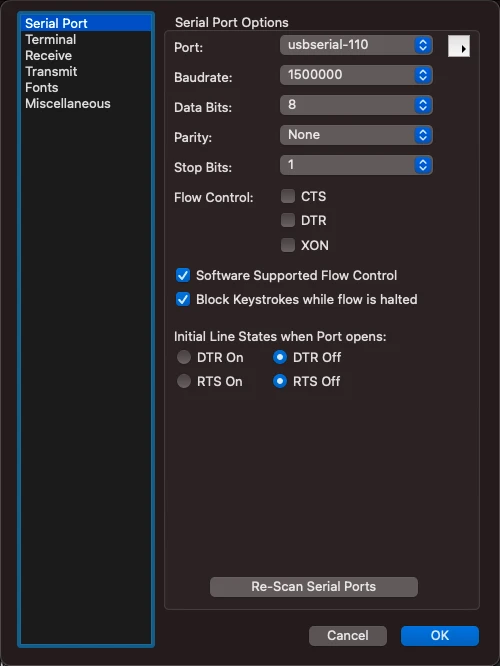 Serial Port
Terminal
Receive
Transmit
Fonts
Miscellaneous
Serial Port Options
Port: usbserial-110
Baudrate: 1500000
Data Bits: 8
Parity: None
Stop Bits: 1
Flow Control: CTS
DTR
XON
Software Supported Flow Control
Block Keystrokes while flow is halted
Initial Line States when Port opens:
DTR On DTR Off
RTS On RTS Off
Re-Scan Serial Ports
Cancel OK